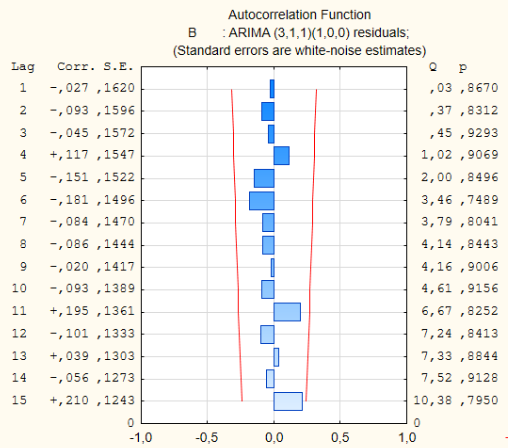 Autocorrelation Function
B : ARIMA (3,1,1)(1,0,0) residuals;
(Standard errors are white-noise estimates)
Lag Corr. S.E. Q p
1 -,027 ,1620 ,03 ,8670
2 -,093 ,1596 ,37 ,8312
3 -,045 ,1572 ,45 ,9293
4 +,117 ,1547 1,02 ,9069
5 -,151 ,1522 2,00 ,8496
6 -,181 ,1496 3,46 ,7489
7 -,084 ,1470 3,79 ,8041
8 -,086 ,1444 4,14 ,8443
9 -,020 ,1417 4,16 ,9006
10 -,093 ,1389 4,61 ,9156
11 +,195 ,1361 6,67 ,8252
12 -,101 ,1333 7,24 ,8413
13 +,039 ,1303 7,33 ,8844
14 -,056 ,1273 7,52 ,9128
15 +,210 ,1243 10,38 ,7950
0 0
-1,0 -0,5 0,0 0,5 1,0